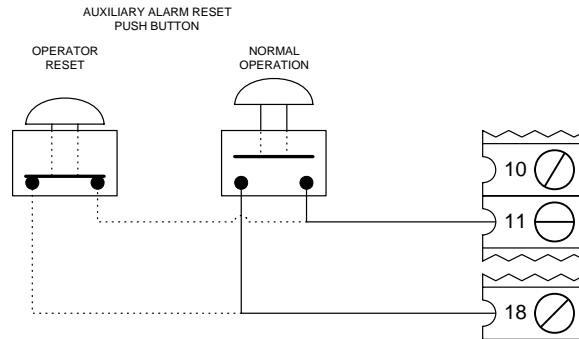 AUXILIARY ALARM RESET
PUSH BUTTON
OPERATOR
RESET
NORMAL
OPERATION
10
11
18